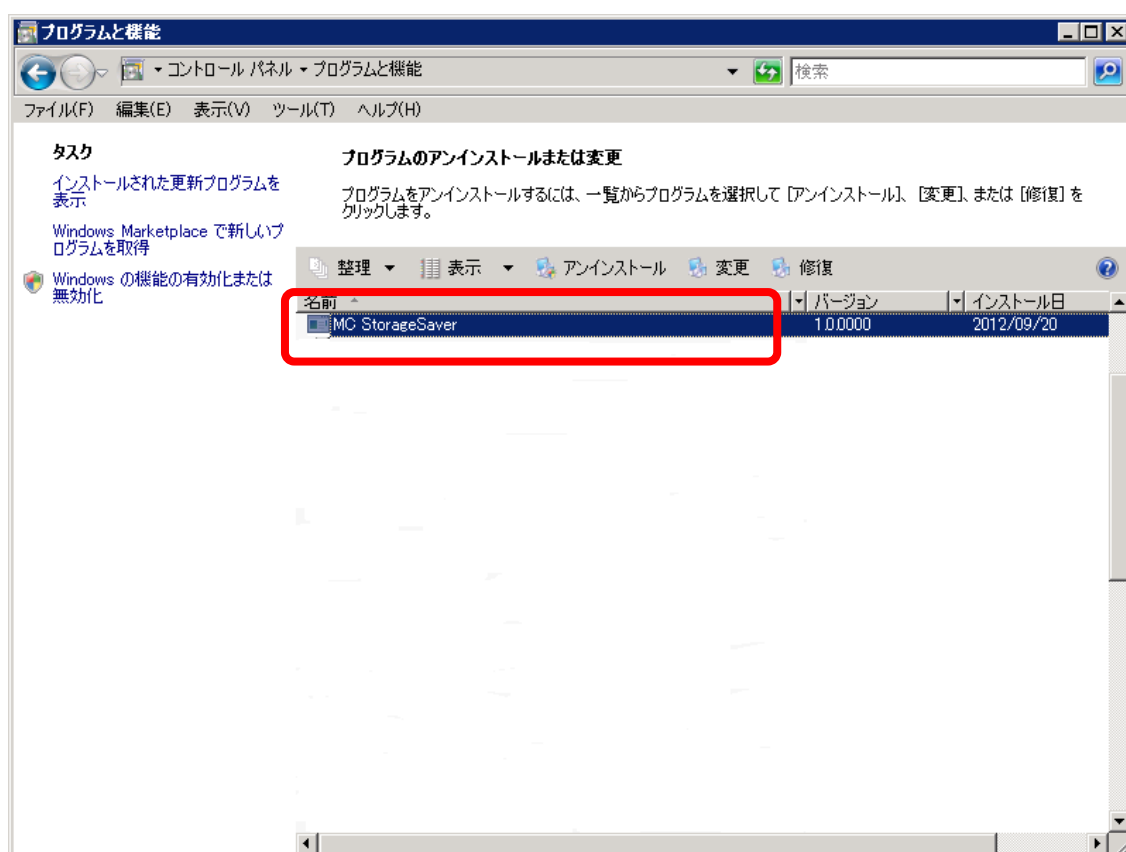 プログラムと機能
コントロール パネル プログラムと機能
検索
ファイル(F) 編集(E) 表示(V) ツール(T) ヘルプ(H)
タスク
インストールされた更新プログラムを
表示
Windows Marketplace で新しいプ
ログラムを取得
Windows の機能の有効化または
無効化
プログラムのアンインストールまたは変更
プログラムをアンインストールするには、一覧からプログラムを選択して [アンインストール]、[変更]、または [修復] を
クリックします。
整理 表示 アンインストール 変更 修復
名前 バージョン インストール日
MC StorageSaver 1.0.0000 2012/09/20